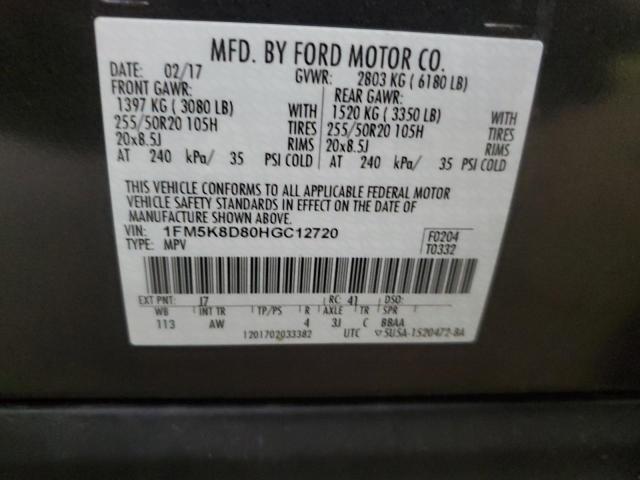 MFD. BY FORD MOTOR CO.
DATE: 02/17 GVWR: 2803 KG ( 6180 LB)
FRONT GAWR: REAR GAWR:
1397 KG ( 3080 LB) WITH 1520 KG ( 3350 LB) WITH
255/50R20 105H TIRES 255/50R20 105H TIRES
20x8.5J RIMS 20x8.5J RIMS
AT 240 kPa/ 35 PSI COLD AT 240 kPa/ 35 PSI COLD
THIS VEHICLE CONFORMS TO ALL APPLICABLE FEDERAL MOTOR
VEHICLE SAFETY STANDARDS IN EFFECT ON THE DATE OF
MANUFACTURE SHOWN ABOVE.
VIN: 1FM5K8D80HGC12720 F0204
TYPE: MPV T0332
EXT PNT: J7 RC: 41 DSO:
WB INT TR TP/PS R AXLE TR SPR
113 AW 4 3J C BBAA
1201702033382 UTC ▽5U5A-1520472-BA